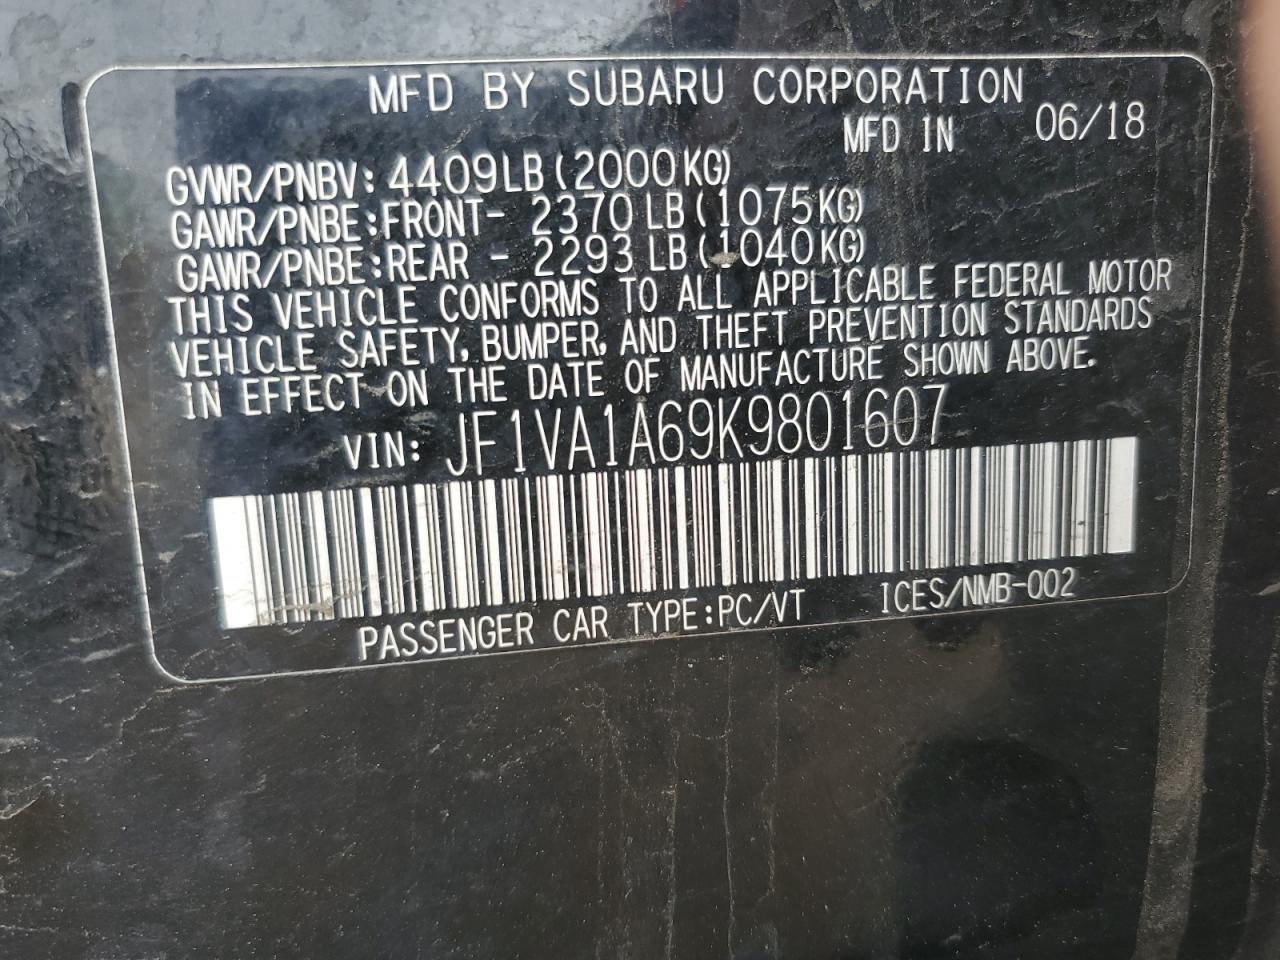 MFD BY SUBARU CORPORATION
MFD IN 06/18
GVWR/PNBV: 4409LB(2000KG)
GAWR/PNBE:FRONT- 2370LB(1075KG)
GAWR/PNBE:REAR - 2293LB(1040KG)
THIS VEHICLE CONFORMS TO ALL APPLICABLE FEDERAL MOTOR
VEHICLE SAFETY, BUMPER, AND THEFT PREVENTION STANDARDS
IN EFFECT ON THE DATE OF MANUFACTURE SHOWN ABOVE.
VIN: JF1VA1A69K9801607
PASSENGER CAR TYPE:PC/VT ICES/NMB-002